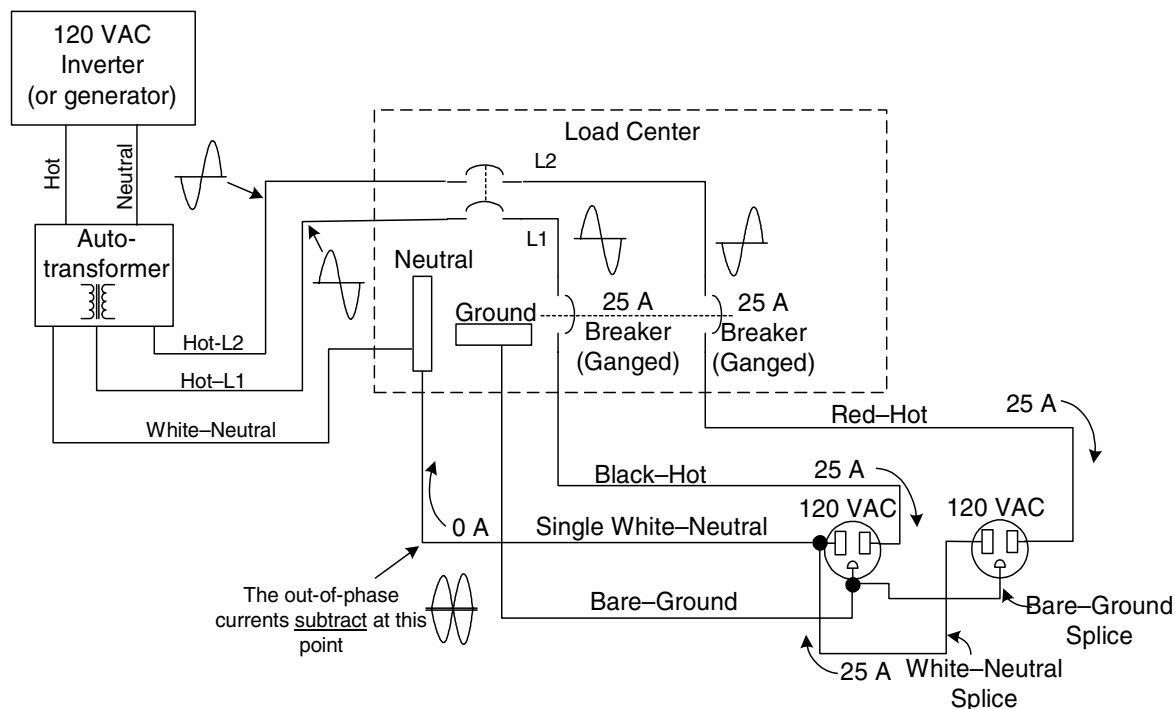 120 VAC
Inverter
(or generator)
Hot
Neutral
Load Center
L2
L1
Auto-
transformer
Neutral
Ground
25 A
Breaker
(Ganged)
25 A
Breaker
(Ganged)
Hot-L2
Hot–L1
White–Neutral
Red–Hot
25 A
Black–Hot
25 A
120 VAC
120 VAC
0 A
Single White–Neutral
The out-of-phase
currents subtract at this
point
Bare–Ground
Bare–Ground
Splice
25 A
White–Neutral
Splice